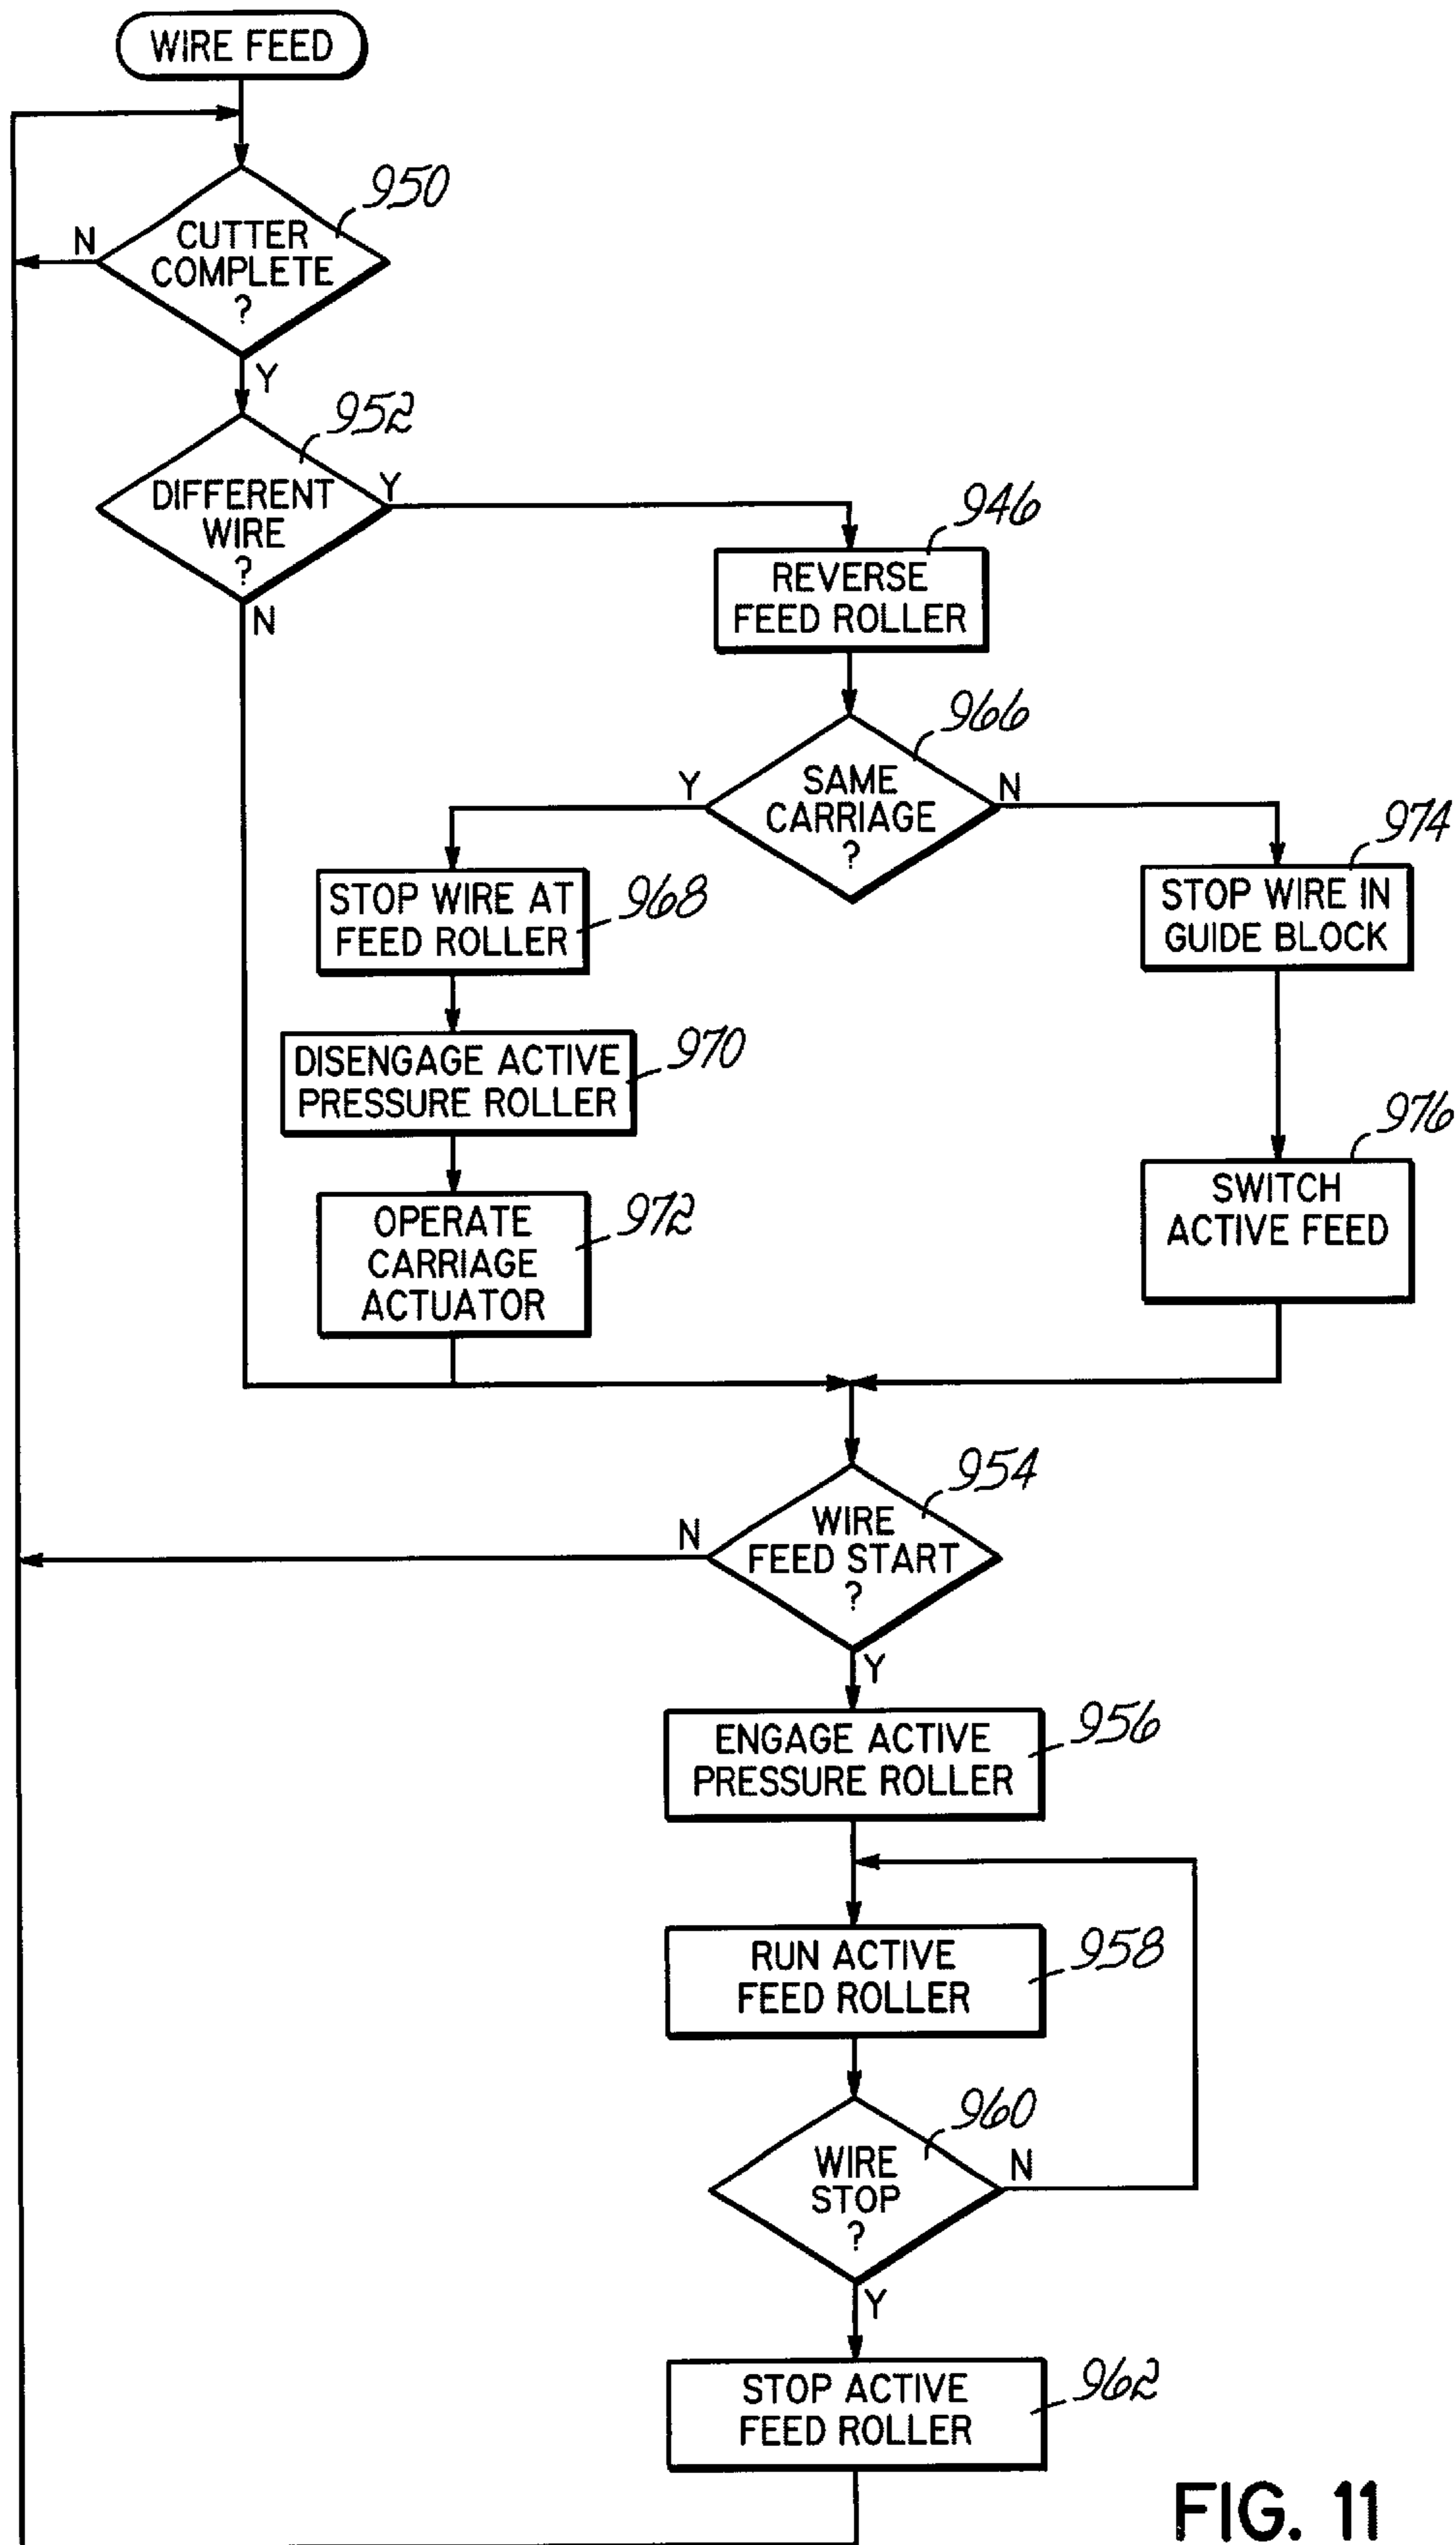 WIRE FEED
950
CUTTER
COMPLETE
?
N
Y
952
DIFFERENT
WIRE
?
Y
N
946
REVERSE
FEED ROLLER
966
SAME
CARRIAGE
?
Y
N
968
STOP WIRE AT
FEED ROLLER
970
DISENGAGE ACTIVE
PRESSURE ROLLER
972
OPERATE
CARRIAGE
ACTUATOR
974
STOP WIRE IN
GUIDE BLOCK
976
SWITCH
ACTIVE FEED
954
WIRE
FEED START
?
N
Y
956
ENGAGE ACTIVE
PRESSURE ROLLER
958
RUN ACTIVE
FEED ROLLER
960
WIRE
STOP
?
N
Y
962
STOP ACTIVE
FEED ROLLER
FIG. 11